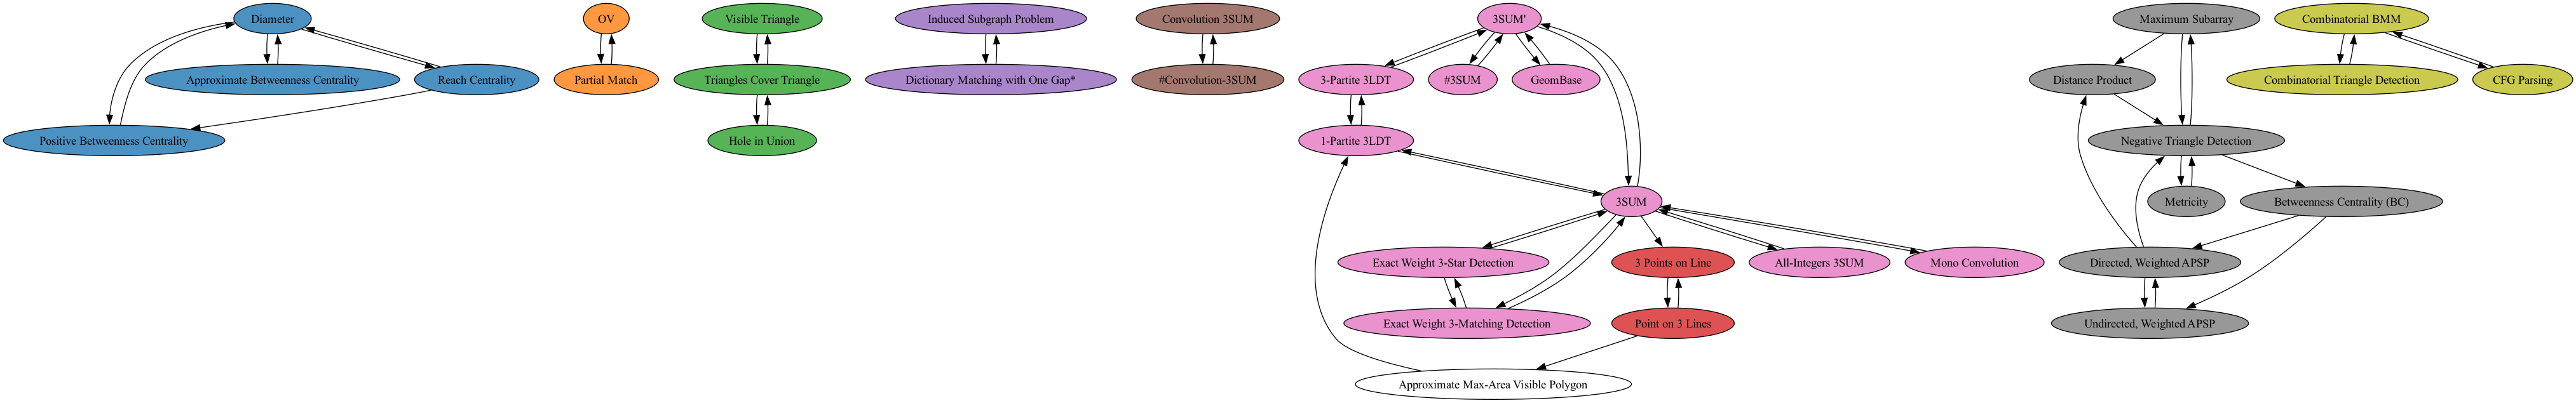 Diameter
OV
Visible Triangle
Induced Subgraph Problem
Convolution 3SUM
3SUM'
Maximum Subarray
Combinatorial BMM
Approximate Betweenness Centrality
Reach Centrality
Partial Match
Triangles Cover Triangle
Dictionary Matching with One Gap*
#Convolution-3SUM
3-Partite 3LDT
#3SUM
GeomBase
Distance Product
Combinatorial Triangle Detection
CFG Parsing
Positive Betweenness Centrality
Hole in Union
1-Partite 3LDT
Negative Triangle Detection
3SUM
Metricity
Betweenness Centrality (BC)
Exact Weight 3-Star Detection
3 Points on Line
All-Integers 3SUM
Mono Convolution
Directed, Weighted APSP
Exact Weight 3-Matching Detection
Point on 3 Lines
Undirected, Weighted APSP
Approximate Max-Area Visible Polygon